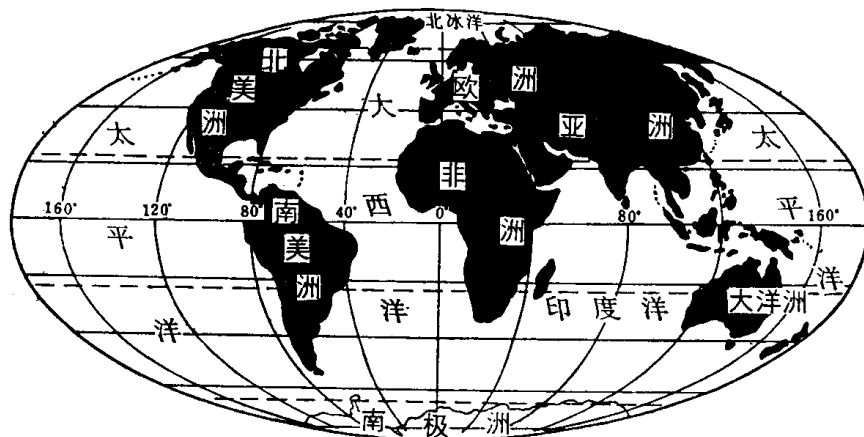 北冰洋
北美洲
欧洲
亚洲
太平洋
大西洋
太平洋
非洲
160° 120° 80° 40° 0° 80° 160°
南美洲
印度洋
大洋洲
南极洲